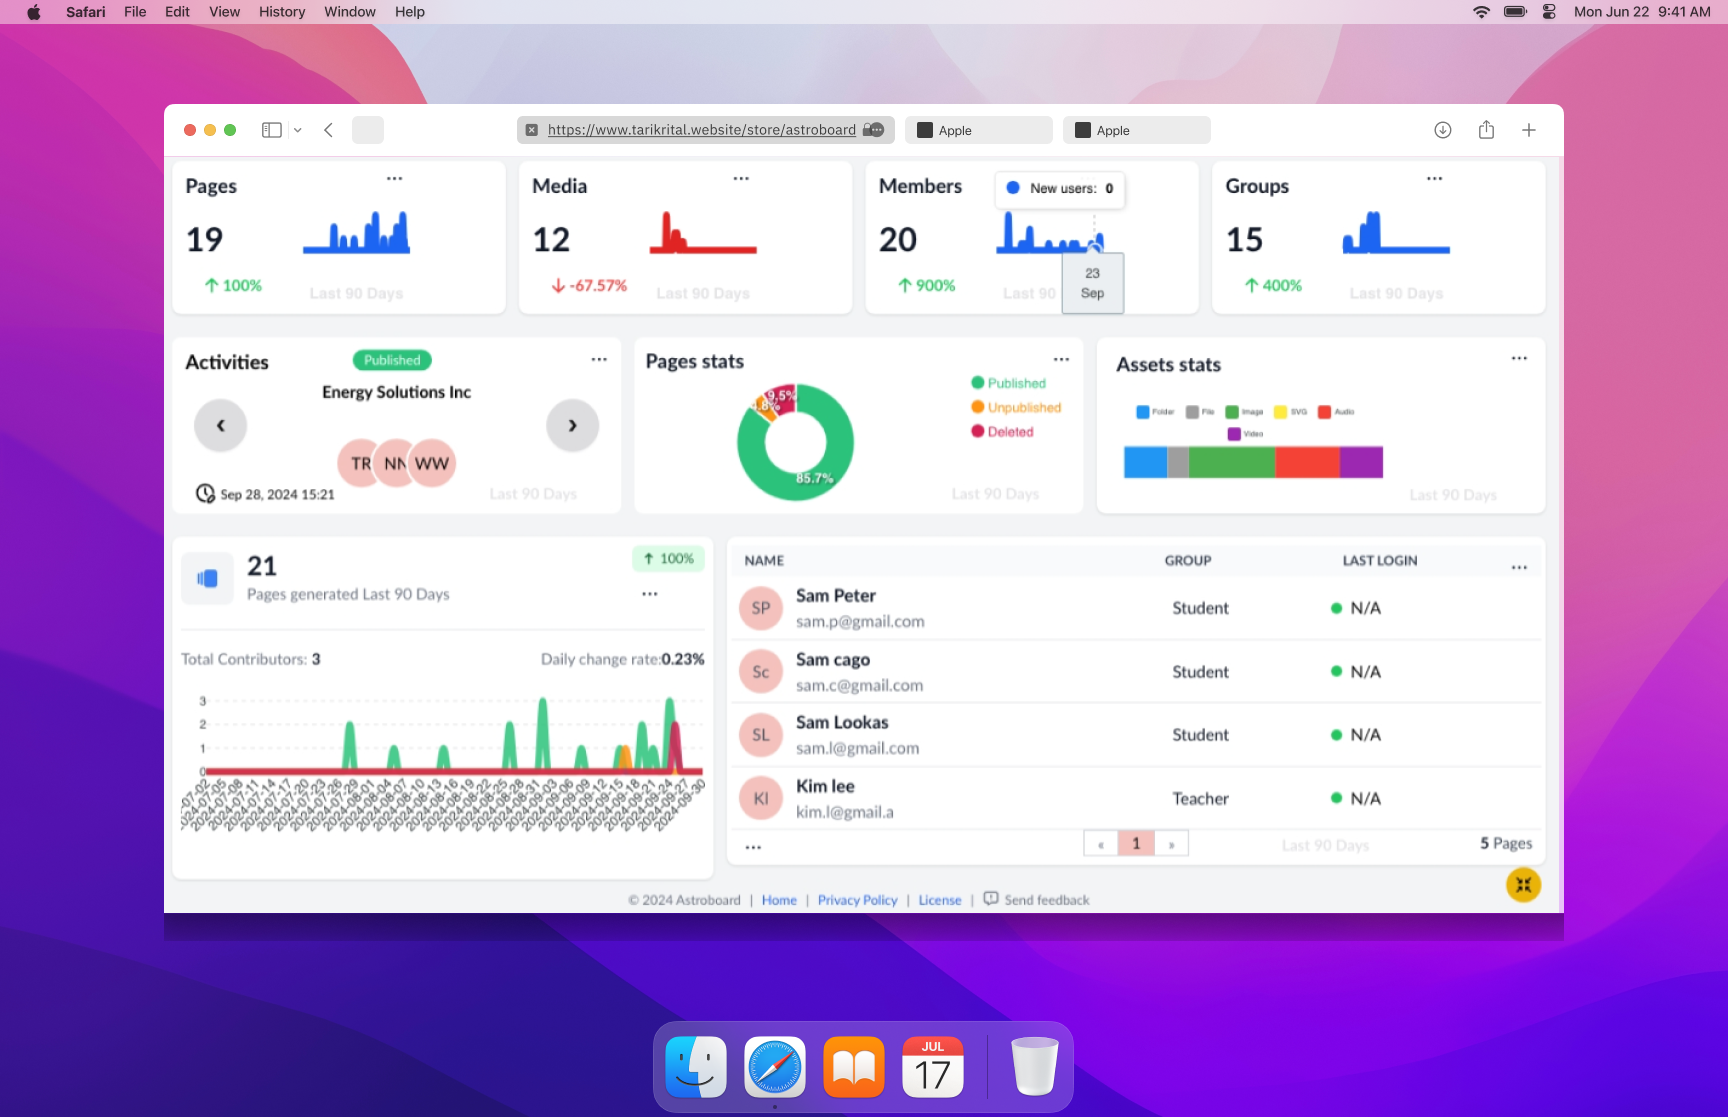 Safari File Edit View History Window Help
Mon Jun 22 9:41 AM
https://www.tarikrital.website/store/astroboard
Apple
Apple
Pages
19
100%
Last 90 Days
Media
12
-67.57%
Last 90 Days
Members
New users: 0
20
900%
Last 90
23
Sep
Groups
15
400%
Last 90 Days
Activities
Published
Energy Solutions Inc
TR NN WW
Sep 28, 2024 15:21
Last 90 Days
Pages stats
9.5%
4.8%
85.7%
Published
Unpublished
Deleted
Last 90 Days
Assets stats
Folder File Image SVG Audio
Video
Last 90 Days
21
100%
Pages generated Last 90 Days
Total Contributors: 3
Daily change rate:0.23%
3
2
1
0
-07-02
2024-07-05
2024-07-08
2024-07-11
2024-07-14
2024-07-17
2024-07-20
2024-07-23
2024-07-26
2024-07-29
2024-08-01
2024-08-04
2024-08-07
2024-08-10
2024-08-13
2024-08-16
2024-08-19
2024-08-22
2024-08-25
2024-08-28
2024-08-31
2024-09-03
2024-09-06
2024-09-09
2024-09-12
2024-09-15
2024-09-18
2024-09-21
2024-09-24
2024-09-27
2024-09-30
NAME GROUP LAST LOGIN
SP
Sam Peter
sam.p@gmail.com
Student
N/A
Sc
Sam cago
sam.c@gmail.com
Student
N/A
SL
Sam Lookas
sam.l@gmail.com
Student
N/A
Kl
Kim lee
kim.l@gmail.a
Teacher
N/A
« 1 »
Last 90 Days
5 Pages
© 2024 Astroboard | Home | Privacy Policy | License | Send feedback
JUL
17